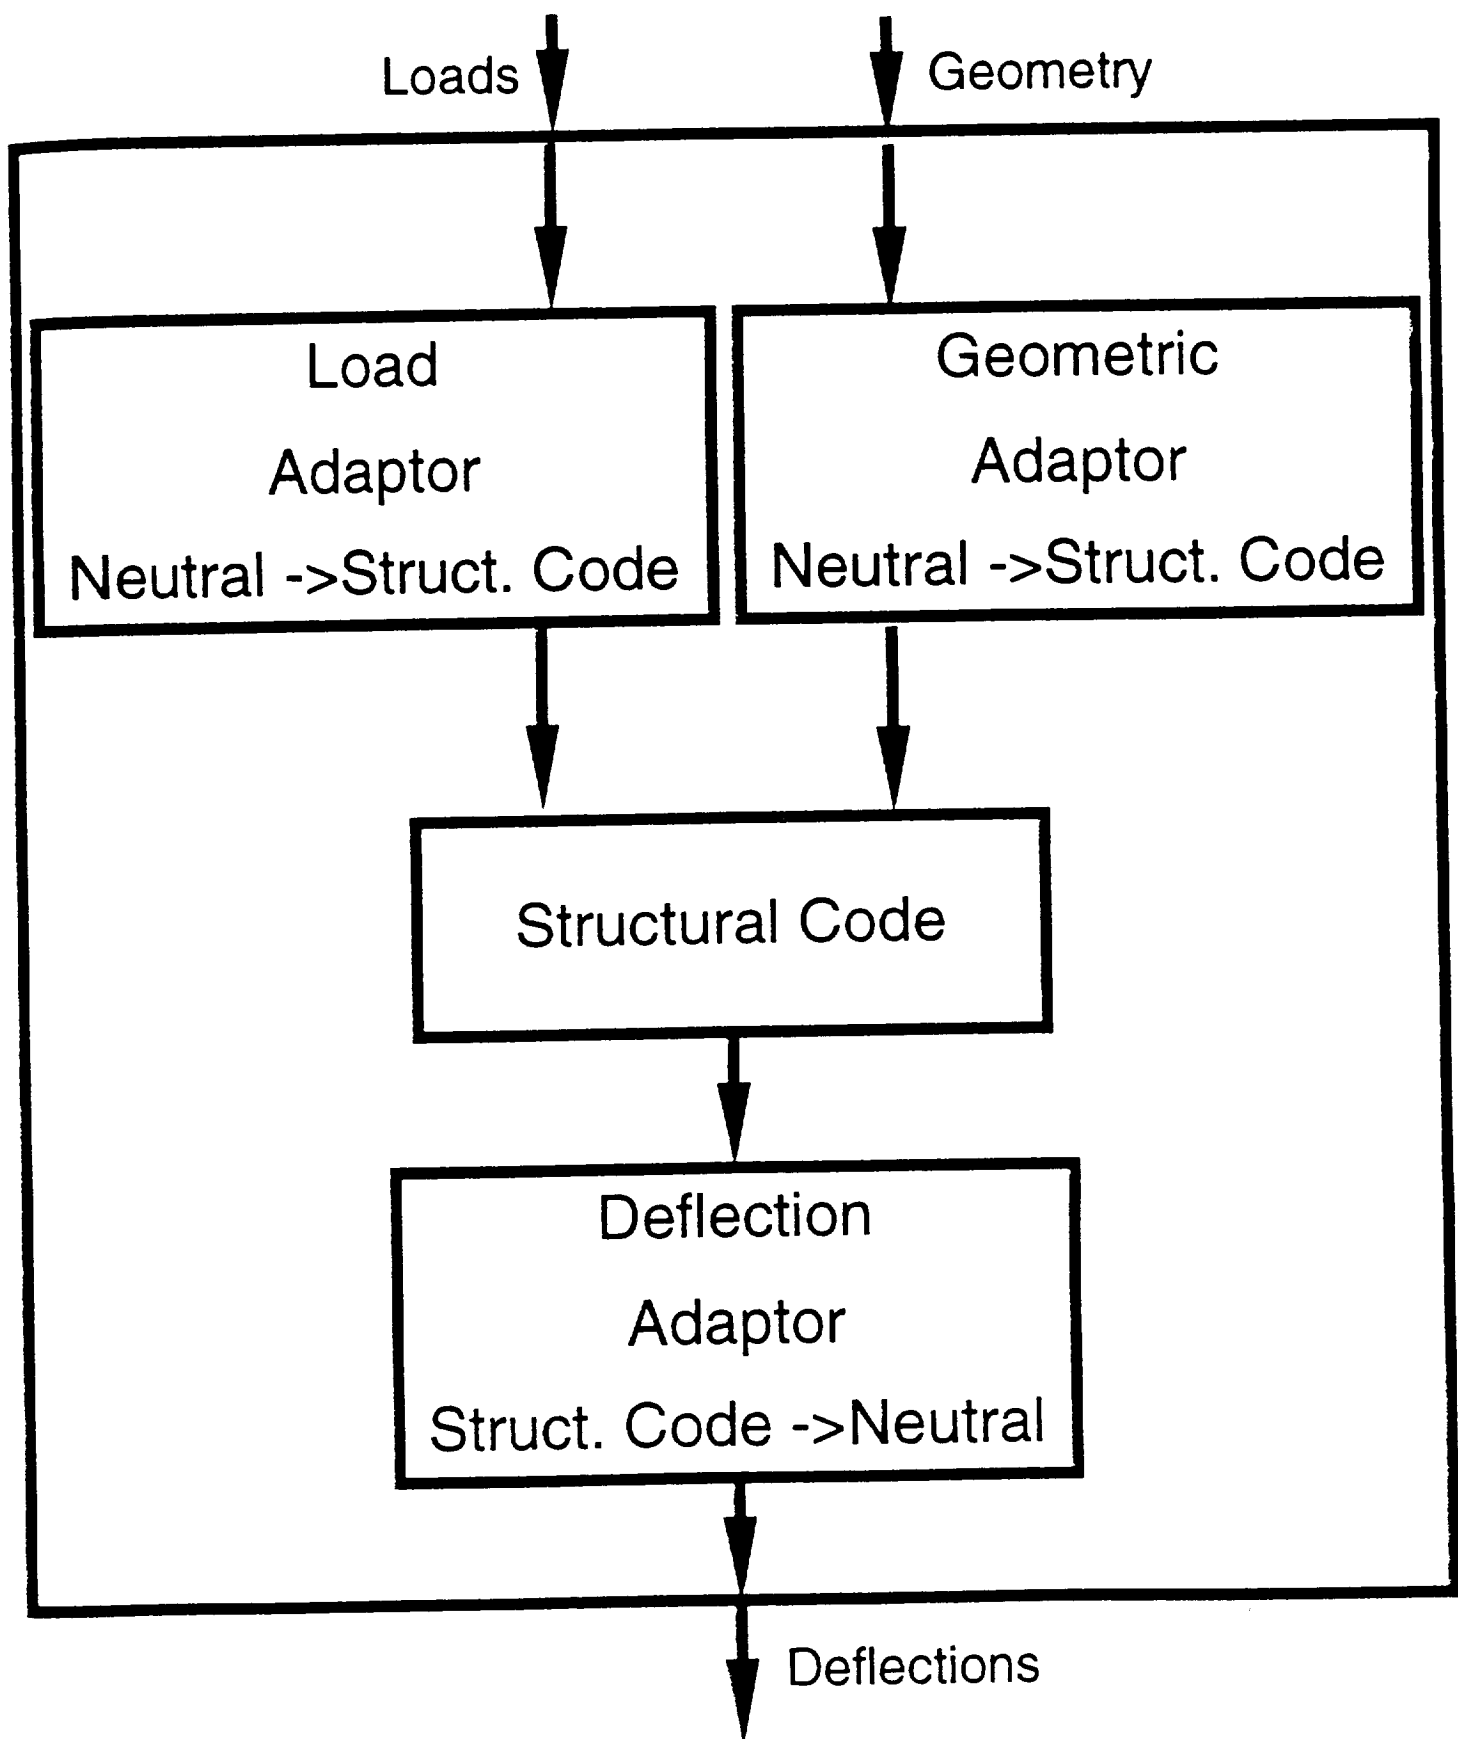 Loads
Geometry
Load
Adaptor
Neutral ->Struct. Code
Geometric
Adaptor
Neutral ->Struct. Code
Structural Code
Deflection
Adaptor
Struct. Code ->Neutral
Deflections